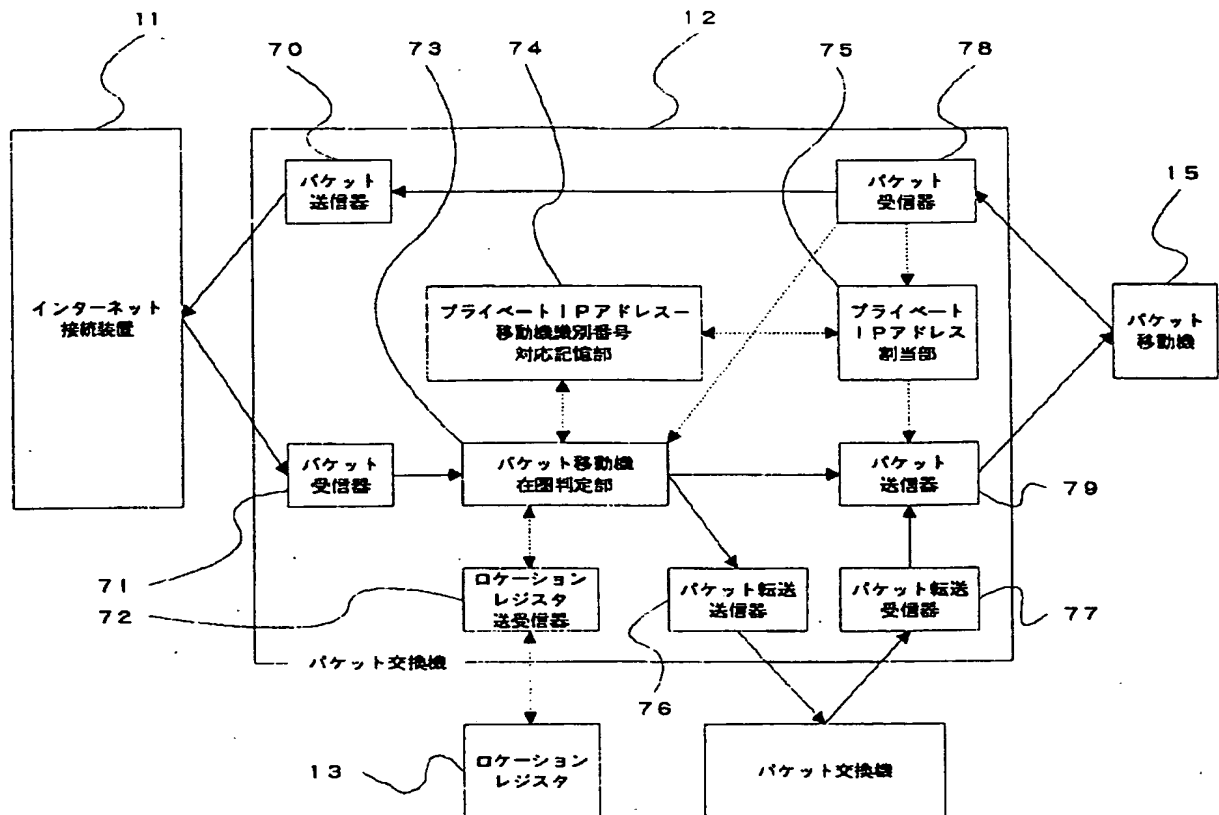 11
12
70
73
74
75
78
15
パケット
送信器
パケット
受信器
インターネット
接続装置
プライベートIPアドレス－
移動機識別番号
対応記憶部
プライベート
IPアドレス
割当部
パケット
移動機
パケット
受信器
パケット移動機
在圏判定部
パケット
送信器
79
71
72
ロケーション
レジスタ
送受信器
パケット転送
送信器
パケット転送
受信器
77
パケット交換機
76
13
ロケーション
レジスタ
パケット交換機